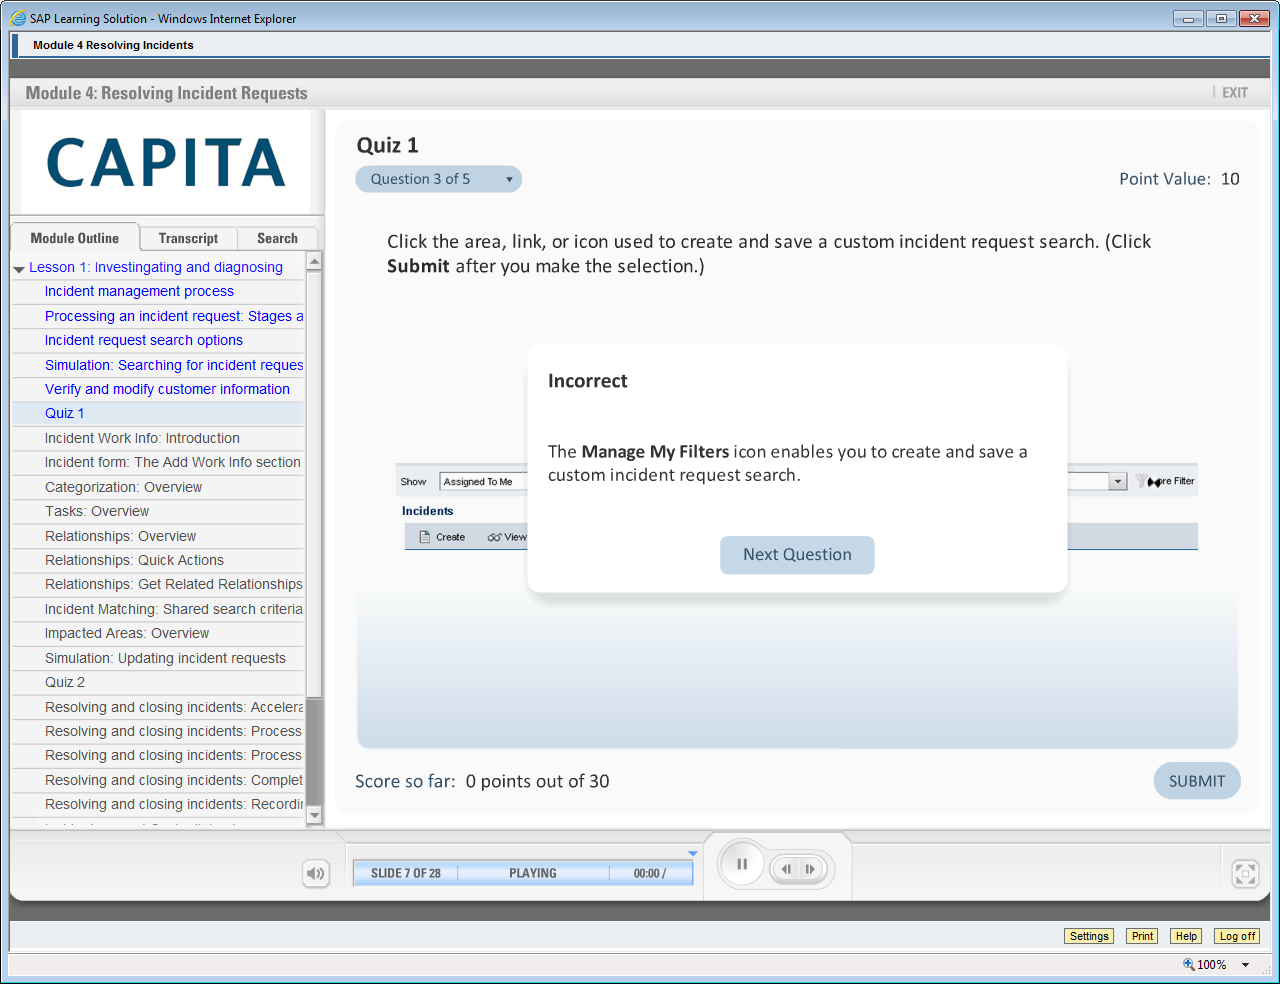 SAP Learning Solution - Windows Internet Explorer
Module 4 Resolving Incidents
Module 4: Resolving Incident Requests
EXIT
CAPITA
Module Outline
Transcript
Search
Lesson 1: Investingating and diagnosing
Incident management process
Processing an incident request: Stages a
Incident request search options
Simulation: Searching for incident reques
Verify and modify customer information
Quiz 1
Incident Work Info: Introduction
Incident form: The Add Work Info section
Categorization: Overview
Tasks: Overview
Relationships: Overview
Relationships: Quick Actions
Relationships: Get Related Relationships
Incident Matching: Shared search criteria
Impacted Areas: Overview
Simulation: Updating incident requests
Quiz 2
Resolving and closing incidents: Accelera
Resolving and closing incidents: Process
Resolving and closing incidents: Process
Resolving and closing incidents: Complet
Resolving and closing incidents: Recordin
Quiz 1
Question 3 of 5
Point Value: 10
Click the area, link, or icon used to create and save a custom incident request search. (Click
Submit after you make the selection.)
Incorrect
The Manage My Filters icon enables you to create and save a
custom incident request search.
Next Question
Show
Assigned To Me
re Filter
Incidents
Create
View
Score so far: 0 points out of 30
SUBMIT
SLIDE 7 OF 28
PLAYING
00:00 /
Settings
Print
Help
Log off
100%